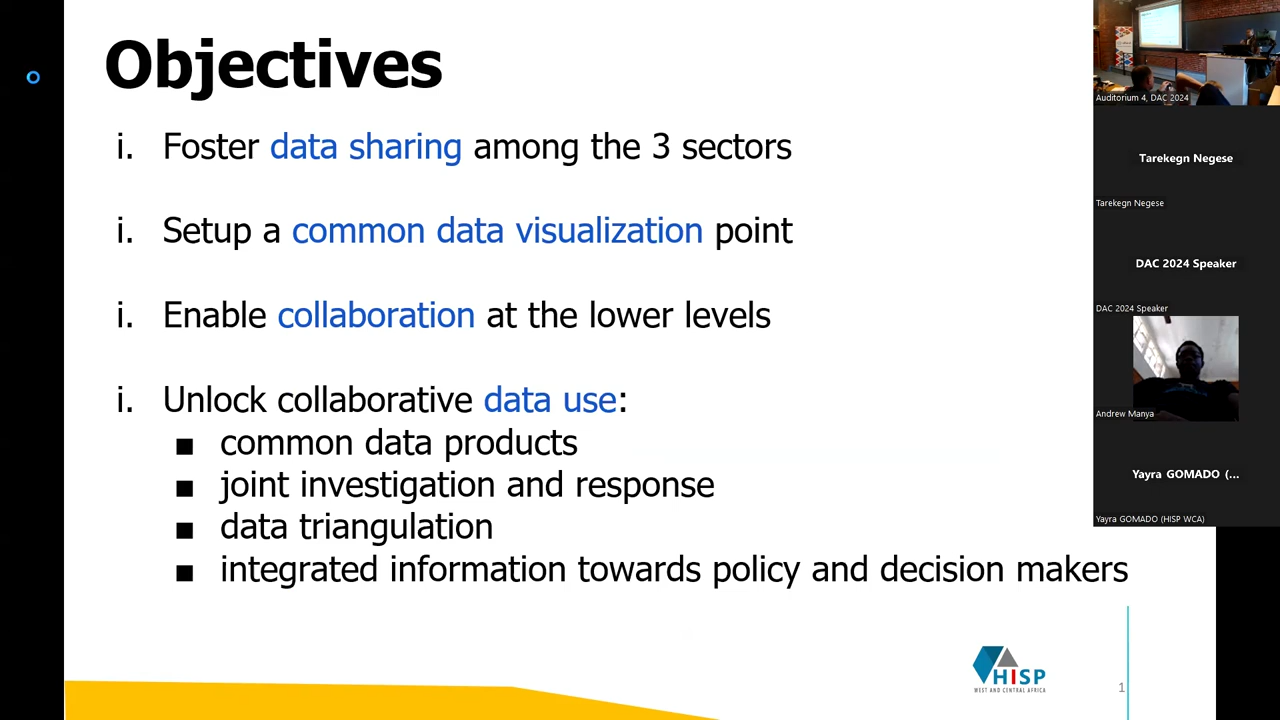 Objectives
i. Foster data sharing among the 3 sectors
i. Setup a common data visualization point
i. Enable collaboration at the lower levels
i. Unlock collaborative data use:
■ common data products
■ joint investigation and response
■ data triangulation
■ integrated information towards policy and decision makers
HISP
WEST AND CENTRAL AFRICA
1
Auditorium 4, DAC 2024
Tarekegn Negese
Tarekegn Negese
DAC 2024 Speaker
DAC 2024 Speaker
Andrew Manya
Yayra GOMADO (...
Yayra GOMADO (HISP WCA)